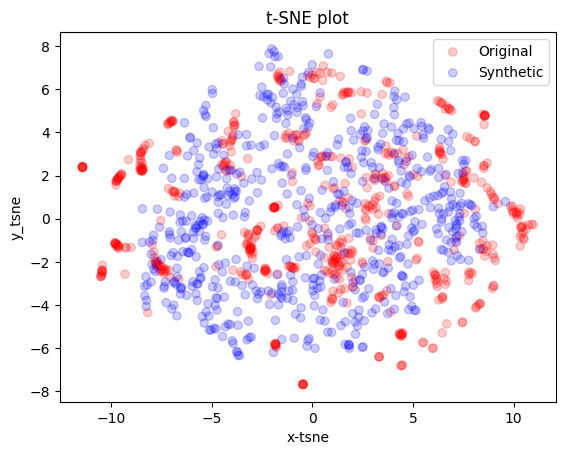 t-SNE plot
Original
Synthetic
8
6
4
2
0
−2
−4
−6
−8
y_tsne
−10
−5
0
5
10
x-tsne